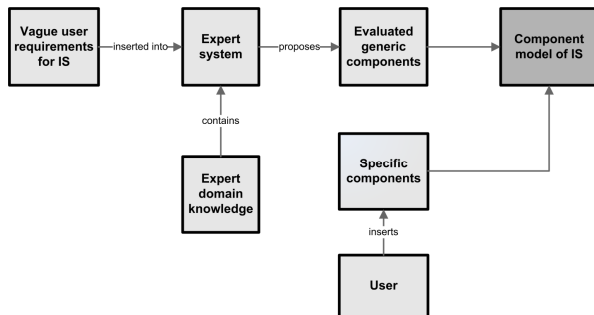 Vague user
requirements
for IS
inserted into
Expert
system
proposes
Evaluated
generic
components
Component
model of IS
contains
Expert
domain
knowledge
Specific
components
inserts
User